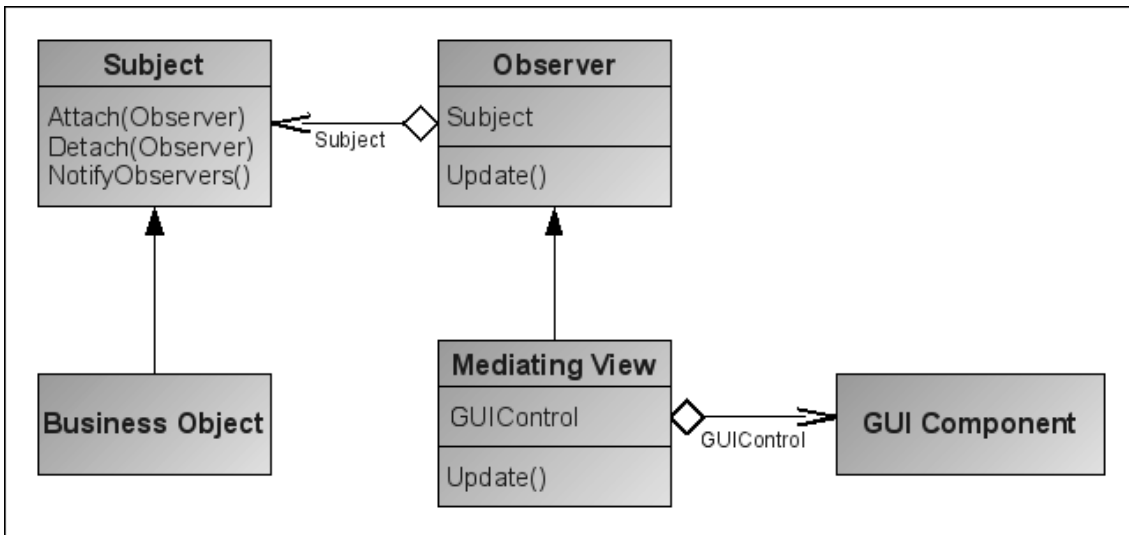 Subject
Attach(Observer)
Detach(Observer)
NotifyObservers()
Subject
Observer
Subject
Update()
Business Object
Mediating View
GUIControl
Update()
GUIControl
GUI Component